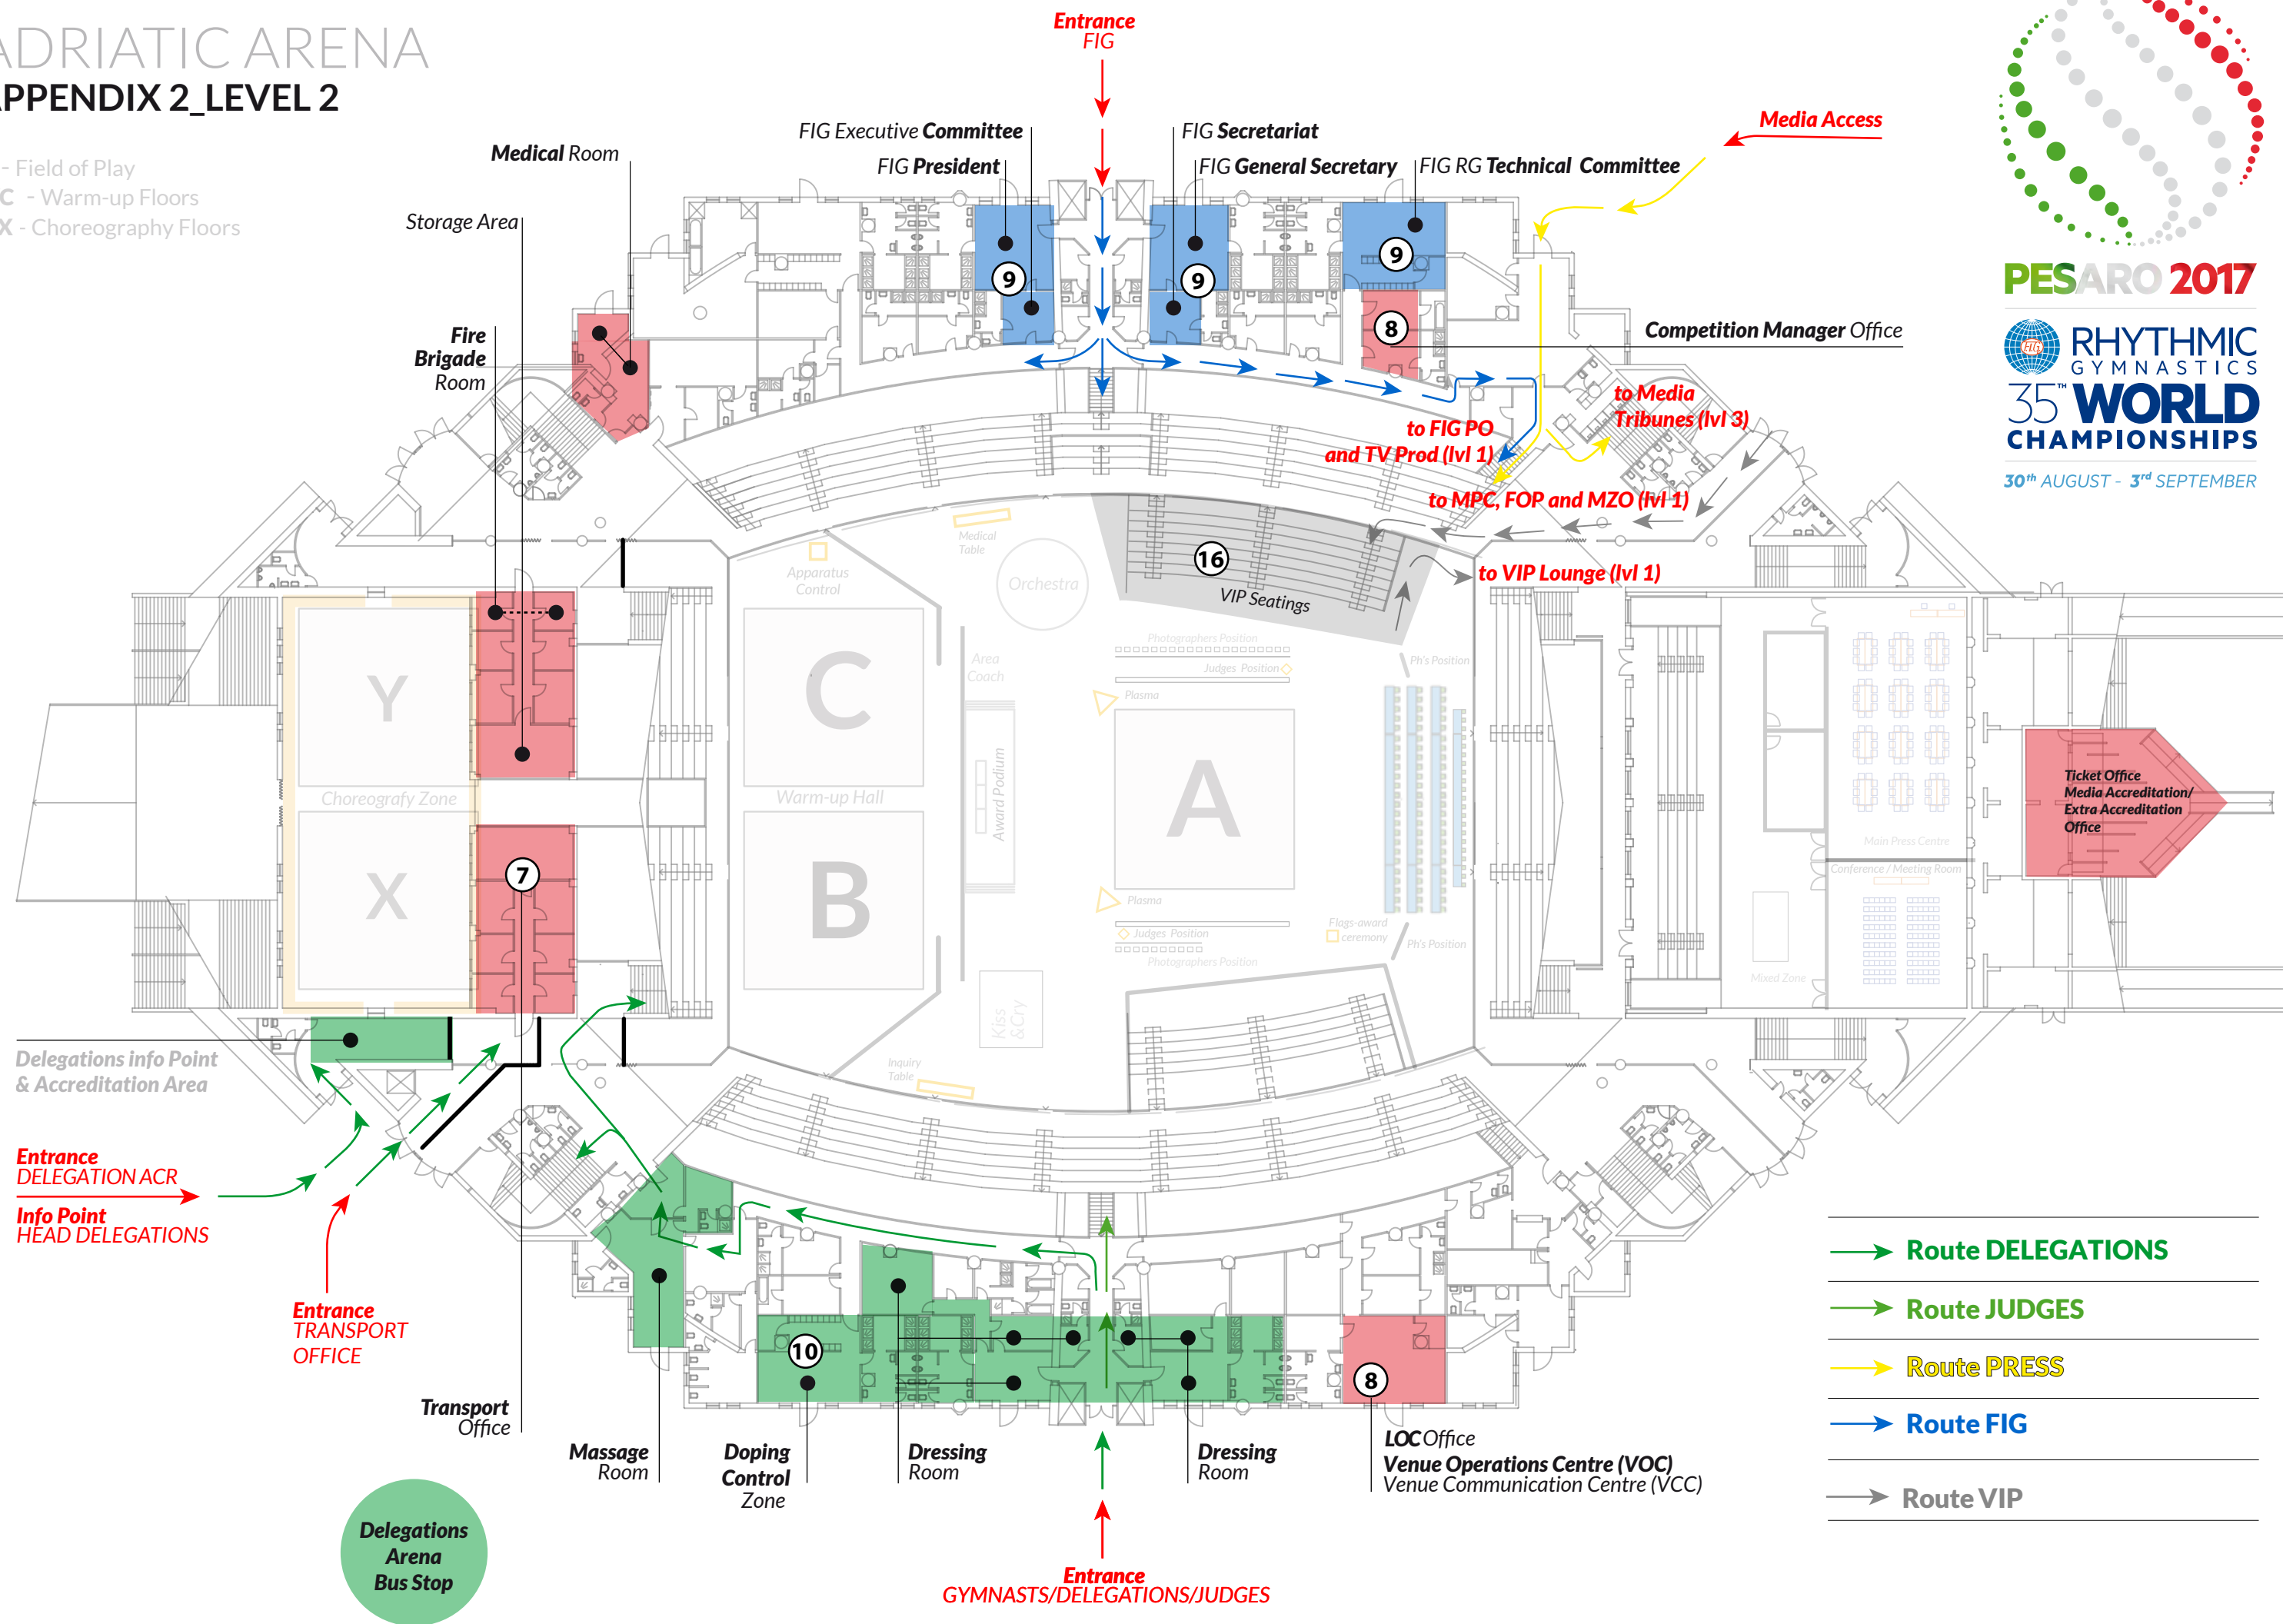 ADRIATIC ARENA
APPENDIX 2_LEVEL 2
- Field of Play
C - Warm-up Floors
X - Choreography Floors
Entrance
FIG
FIG Executive Committee
FIG President
FIG Secretariat
FIG General Secretary
FIG RG Technical Committee
Media Access
Medical Room
Storage Area
Fire
Brigade
Room
9
9
9
8
Competition Manager Office
PESARO 2017
FIG
RHYTHMIC
GYMNASTICS
35TH WORLD
CHAMPIONSHIPS
30th AUGUST - 3rd SEPTEMBER
to Media
Tribunes (lvl 3)
to FIG PO
and TV Prod (lvl 1)
to MPC, FOP and MZO (lvl 1)
to VIP Lounge (lvl 1)
16
VIP Seatings
Medical
Table
Apparatus
Control
Orchestra
Photographers Position
Judges Position
Ph's Position
Plasma
Area
Coach
Y
C
A
Choreografy Zone
Warm-up Hall
Award Podium
X
B
7
Plasma
Judges Position
Photographers Position
Flags-award
ceremony
Ph's Position
Kiss
&Cry
Inquiry
Table
Main Press Centre
Conference / Meeting Room
Mixed Zone
Ticket Office
Media Accreditation/
Extra Accreditation
Office
Delegations info Point
& Accreditation Area
Entrance
DELEGATION ACR
Info Point
HEAD DELEGATIONS
Entrance
TRANSPORT
OFFICE
Transport
Office
Massage
Room
10
Doping
Control
Zone
Dressing
Room
Dressing
Room
8
LOC Office
Venue Operations Centre (VOC)
Venue Communication Centre (VCC)
Delegations
Arena
Bus Stop
Entrance
GYMNASTS/DELEGATIONS/JUDGES
Route DELEGATIONS
Route JUDGES
Route PRESS
Route FIG
Route VIP